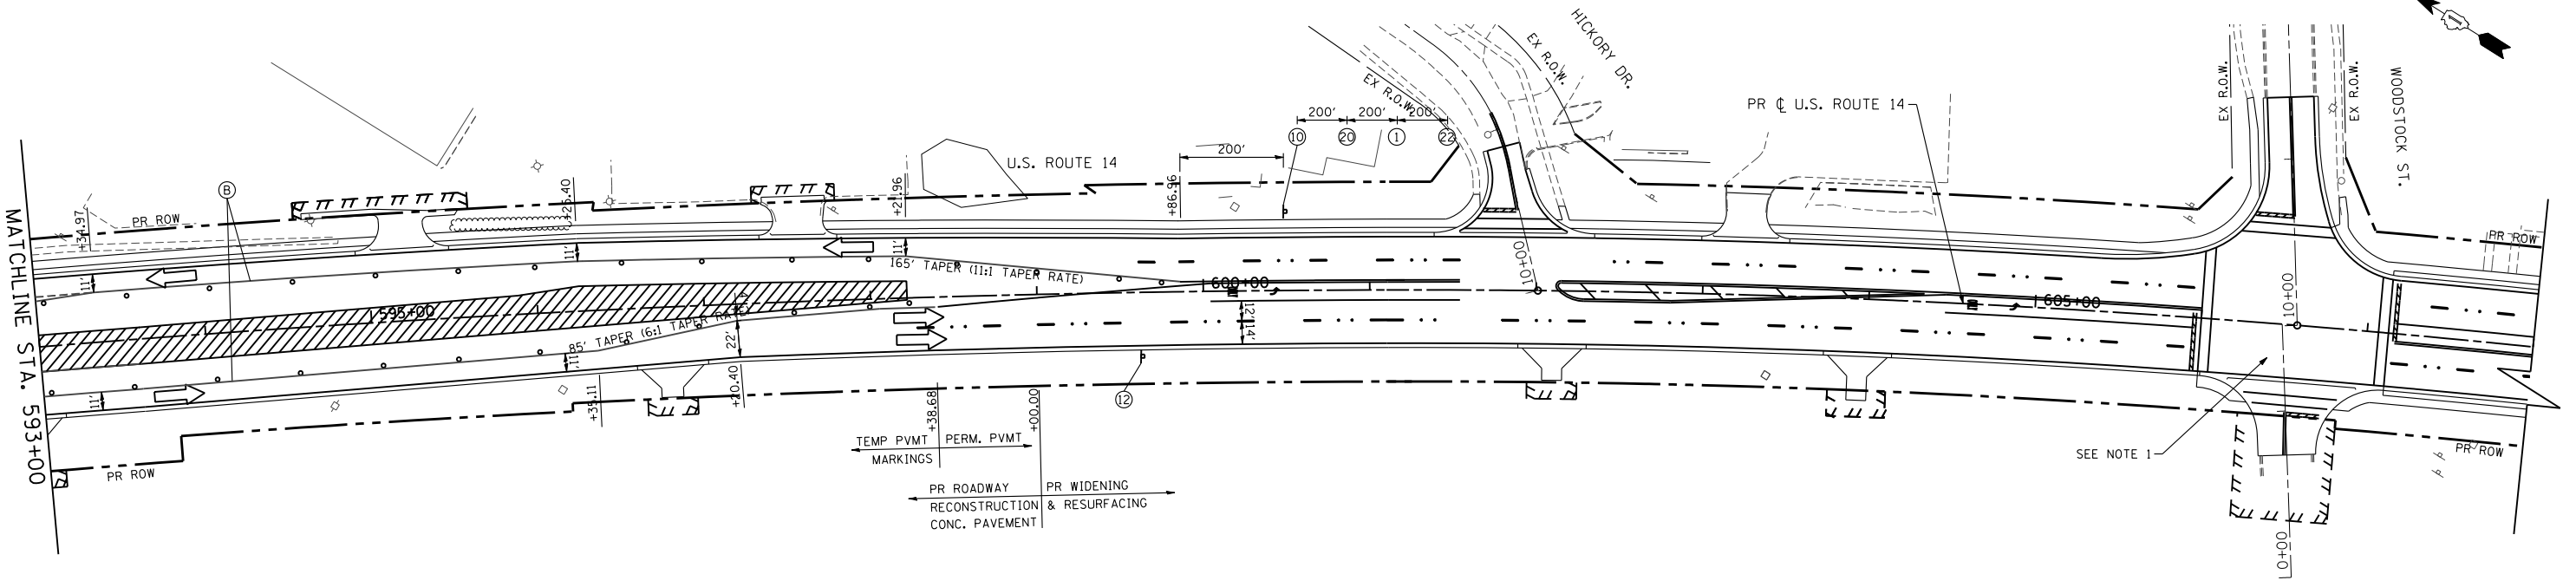 HICKORY DR.
EX R.O.W.
EX R.O.W.
PR ℄ U.S. ROUTE 14
EX R.O.W.
EX R.O.W.
WOODSTOCK ST.
200' 200' 200'
10 20 1 22
200'
U.S. ROUTE 14
B
+25.40
+21.96
+86.96
+34.97
PR ROW
MATCHLINE STA. 593+00
11'
11'
11'
165' TAPER (11:1 TAPER RATE)
600+00
10+01
605+00
10+00
PR ROW
595+00
85' TAPER (6:1 TAPER RATE)
22'
12'
14'
11'
11'
+35.11
+20.40
+38.68
+00.00
12
TEMP PVMT PERM. PVMT
MARKINGS
PR ROADWAY PR WIDENING
RECONSTRUCTION & RESURFACING
CONC. PAVEMENT
PR ROW
SEE NOTE 1
PR ROW
0+00